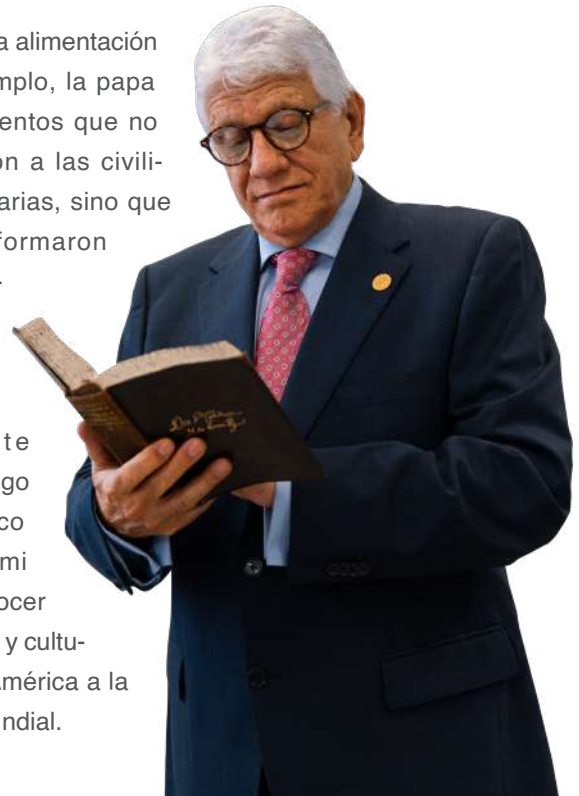 a alimentación
mplo, la papa
entos que no
on a las civili-
arias, sino que
formaron
te
go
co
mi
ocer
y cultu-
América a la
ndial.